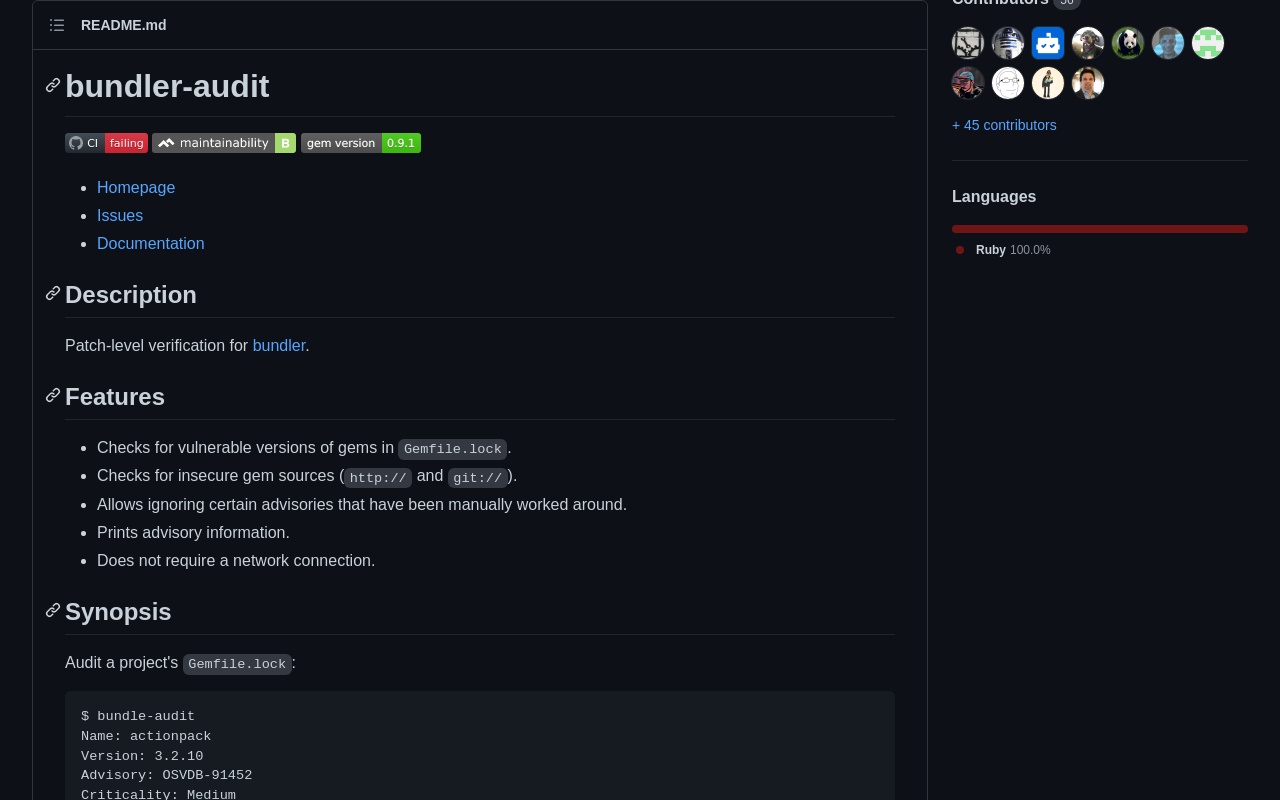 README.md
bundler-audit
CI failing maintainability B gem version 0.9.1
Homepage
Issues
Documentation
Description
Patch-level verification for bundler.
Features
Checks for vulnerable versions of gems in Gemfile.lock.
Checks for insecure gem sources (http:// and git://).
Allows ignoring certain advisories that have been manually worked around.
Prints advisory information.
Does not require a network connection.
Synopsis
Audit a project's Gemfile.lock:
$ bundle-audit
Name: actionpack
Version: 3.2.10
Advisory: OSVDB-91452
Criticality: Medium
Contributors 56
+ 45 contributors
Languages
Ruby 100.0%